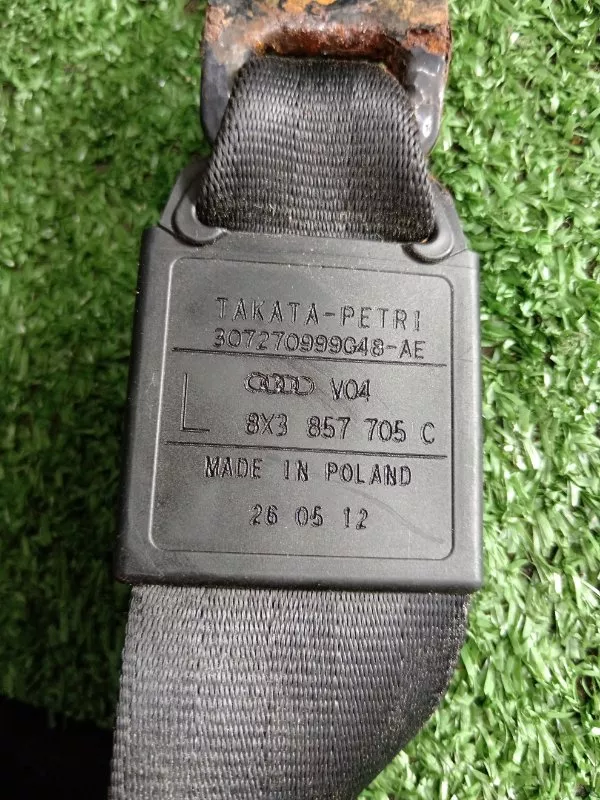 TAKATA-PETRI
307270999G48-AE
L
V04
8X3 857 705 C
MADE IN POLAND
26 05 12